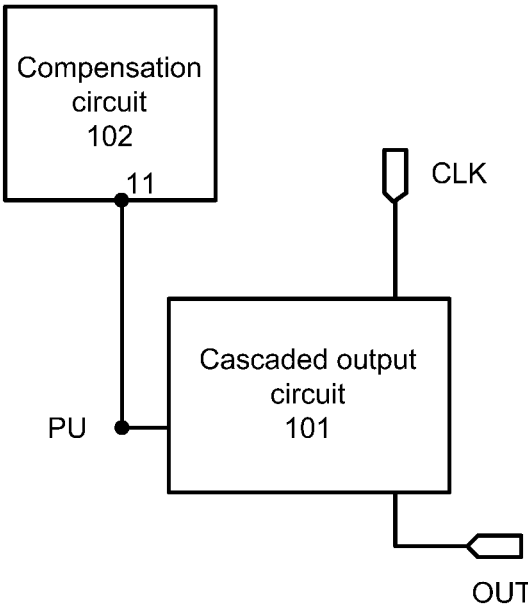 Compensation
circuit
102
11
CLK
Cascaded output
circuit
101
PU
OUT